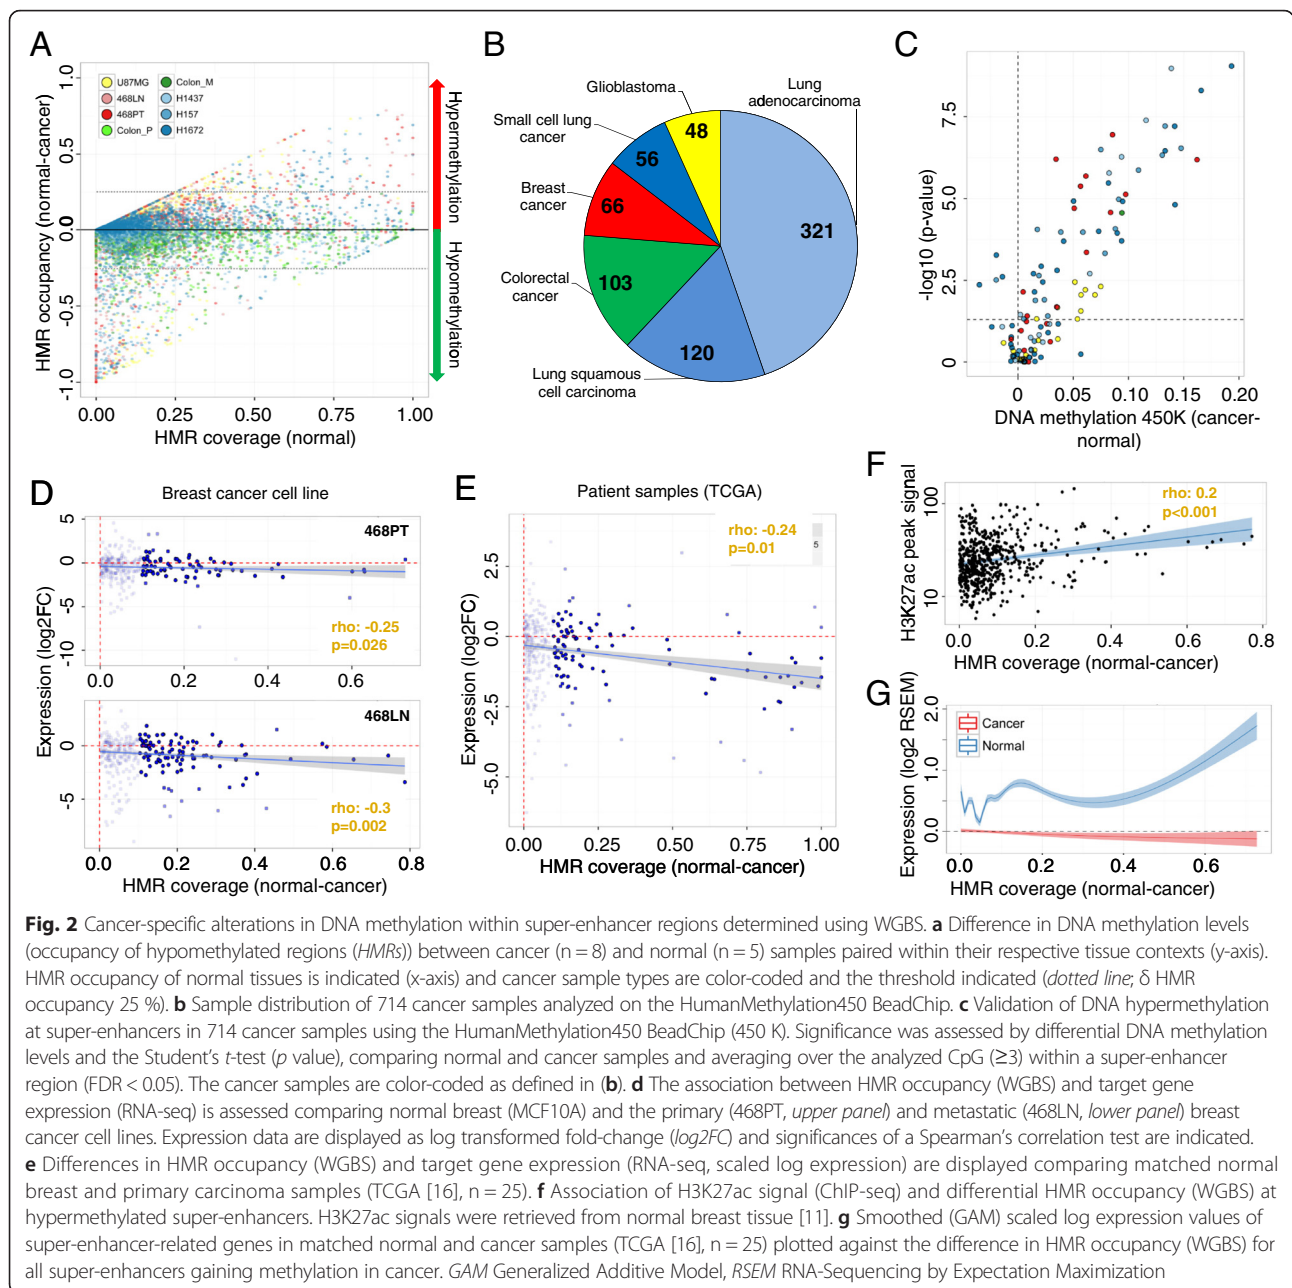 A
1.0
0.5
0.0
-0.5
-1.0
HMR occupancy (normal-cancer)
U87MG
468LN
468PT
Colon_P
Colon_M
H1437
H157
H1672
Hypermethylation
Hypomethylation
0.00 0.25 0.50 0.75 1.00
HMR coverage (normal)
B
Glioblastoma
Lung
adenocarcinoma
Small cell lung
cancer
Breast
cancer
Colorectal
cancer
Lung squamous
cell carcinoma
48
56
66
103
120
321
C
7.5
5.0
2.5
0
-log10 (p-value)
0 0.05 0.10 0.15 0.20
DNA methylation 450K (cancer-
normal)
D
Breast cancer cell line
468PT
5
0
-5
-10
rho: -0.25
p=0.026
0.0 0.2 0.4 0.6
Expression (log2FC)
468LN
0
-5
rho: -0.3
p=0.002
0.0 0.2 0.4 0.6 0.8
HMR coverage (normal-cancer)
E
Patient samples (TCGA)
rho: -0.24
p=0.01
5
2.5
0.0
-2.5
-5.0
Expression (log2FC)
0.00 0.25 0.50 0.75 1.00
HMR coverage (normal-cancer)
F
rho: 0.2
p<0.001
100
10
H3K27ac peak signal
0.0 0.2 0.4 0.6 0.8
HMR coverage (normal-cancer)
G
Cancer
Normal
2.0
1.0
0.0
Expression (log2 RSEM)
0.0 0.2 0.4 0.6
HMR coverage (normal-cancer)
Fig. 2 Cancer-specific alterations in DNA methylation within super-enhancer regions determined using WGBS. a Difference in DNA methylation levels
(occupancy of hypomethylated regions (HMRs)) between cancer (n = 8) and normal (n = 5) samples paired within their respective tissue contexts (y-axis).
HMR occupancy of normal tissues is indicated (x-axis) and cancer sample types are color-coded and the threshold indicated (dotted line; δ HMR
occupancy 25 %). b Sample distribution of 714 cancer samples analyzed on the HumanMethylation450 BeadChip. c Validation of DNA hypermethylation
at super-enhancers in 714 cancer samples using the HumanMethylation450 BeadChip (450 K). Significance was assessed by differential DNA methylation
levels and the Student's t-test (p value), comparing normal and cancer samples and averaging over the analyzed CpG (≥3) within a super-enhancer
region (FDR < 0.05). The cancer samples are color-coded as defined in (b). d The association between HMR occupancy (WGBS) and target gene
expression (RNA-seq) is assessed comparing normal breast (MCF10A) and the primary (468PT, upper panel) and metastatic (468LN, lower panel) breast
cancer cell lines. Expression data are displayed as log transformed fold-change (log2FC) and significances of a Spearman's correlation test are indicated.
e Differences in HMR occupancy (WGBS) and target gene expression (RNA-seq, scaled log expression) are displayed comparing matched normal
breast and primary carcinoma samples (TCGA [16], n = 25). f Association of H3K27ac signal (ChIP-seq) and differential HMR occupancy (WGBS) at
hypermethylated super-enhancers. H3K27ac signals were retrieved from normal breast tissue [11]. g Smoothed (GAM) scaled log expression values of
super-enhancer-related genes in matched normal and cancer samples (TCGA [16], n = 25) plotted against the difference in HMR occupancy (WGBS) for
all super-enhancers gaining methylation in cancer. GAM Generalized Additive Model, RSEM RNA-Sequencing by Expectation Maximization